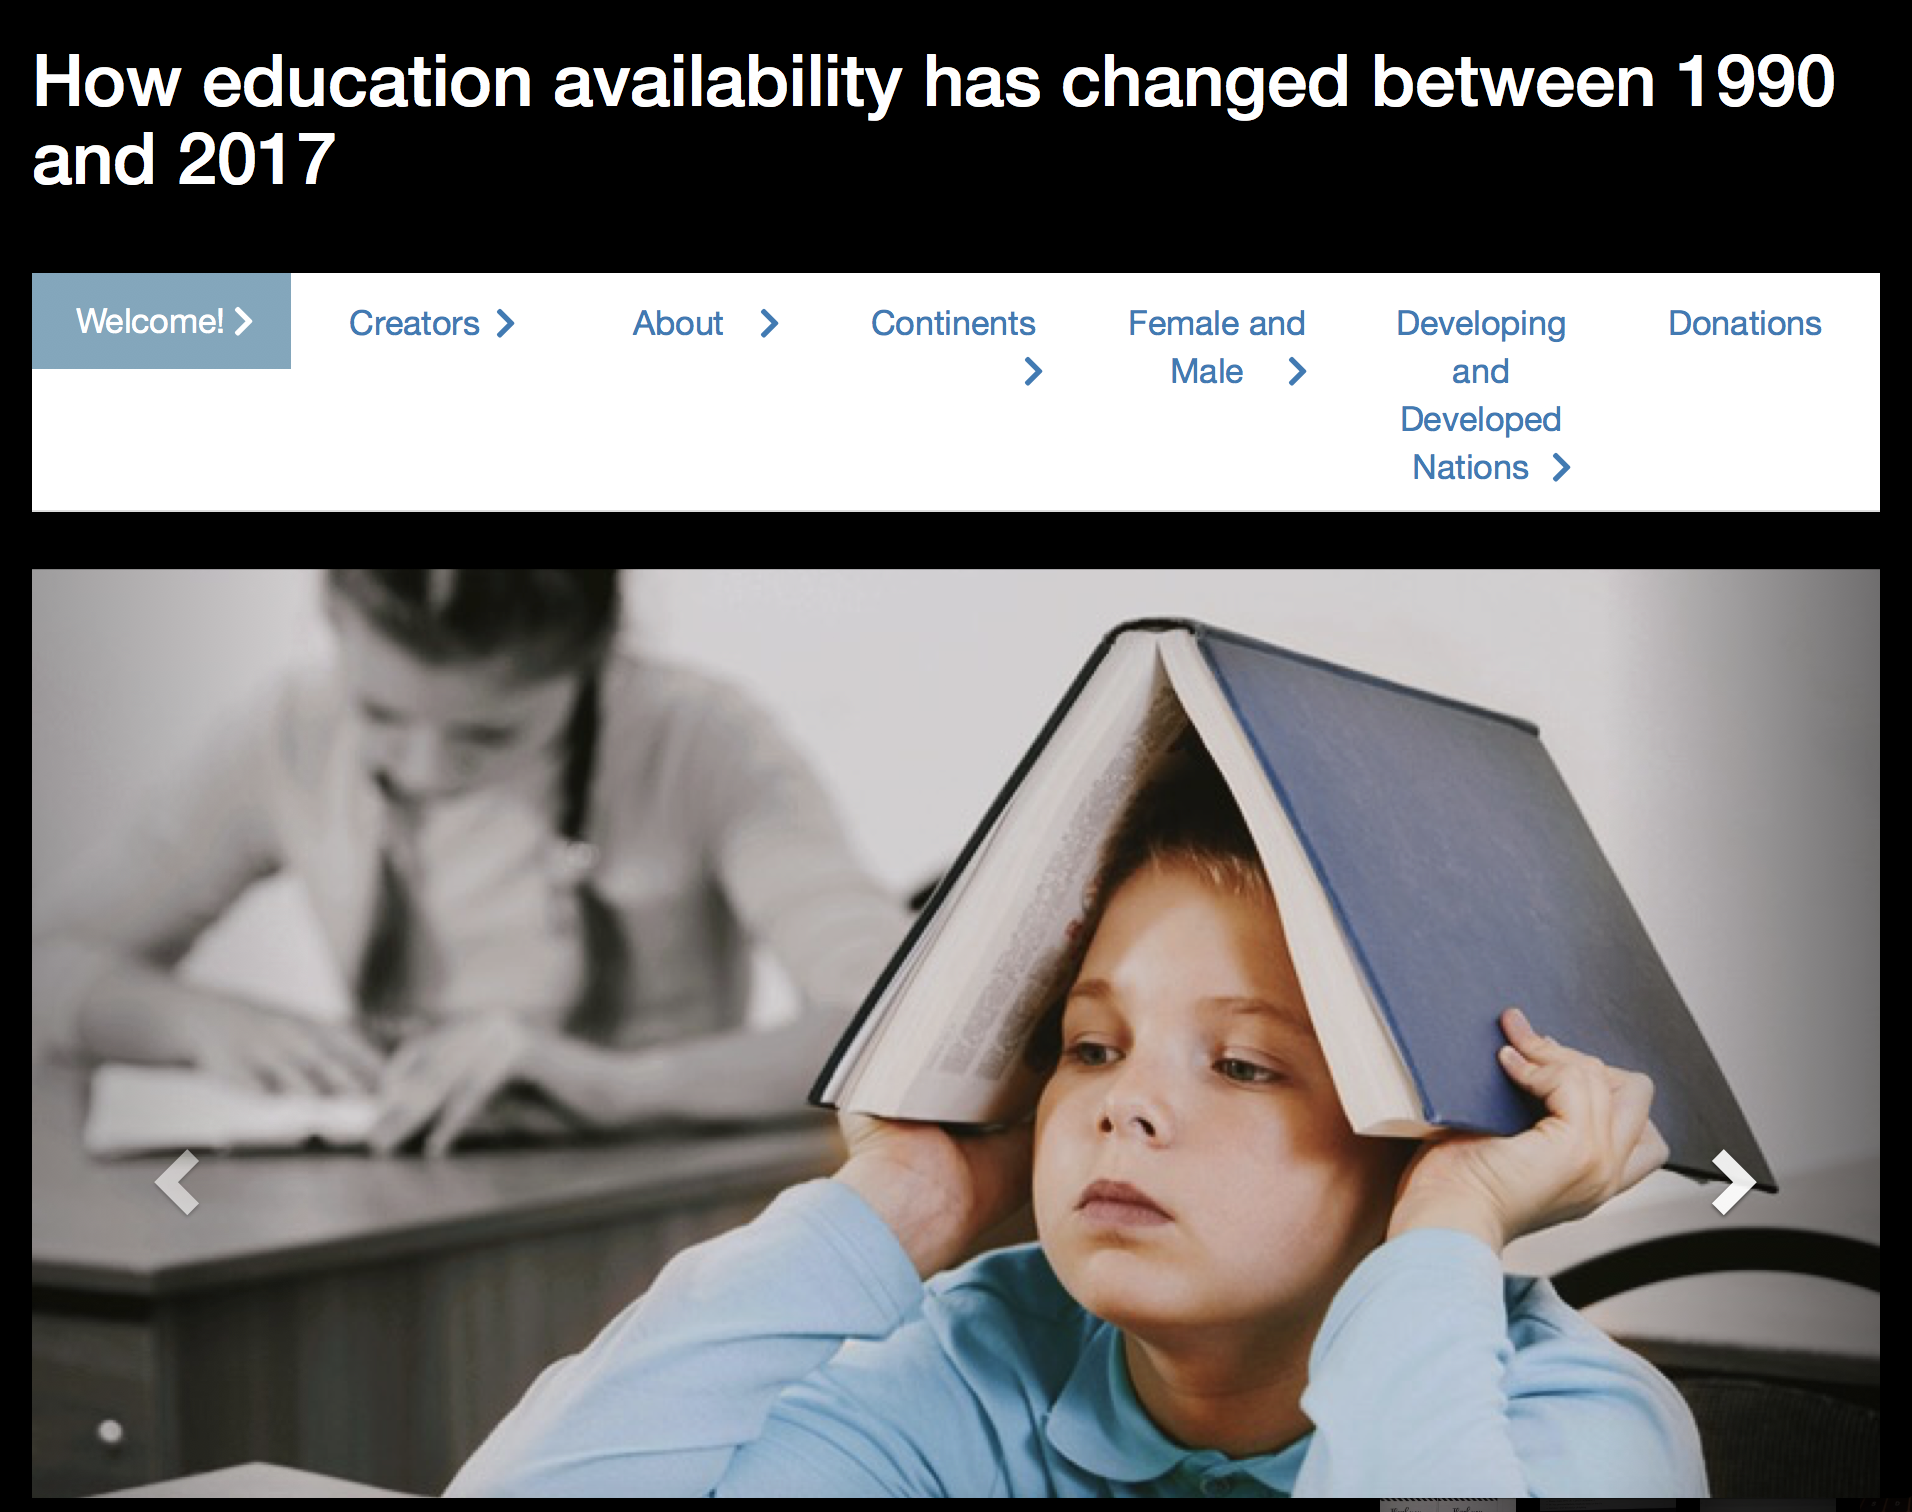 How education availability has changed between 1990
and 2017
Welcome!
Creators
About
Continents
Female and
Male
Developing
and
Developed
Nations
Donations